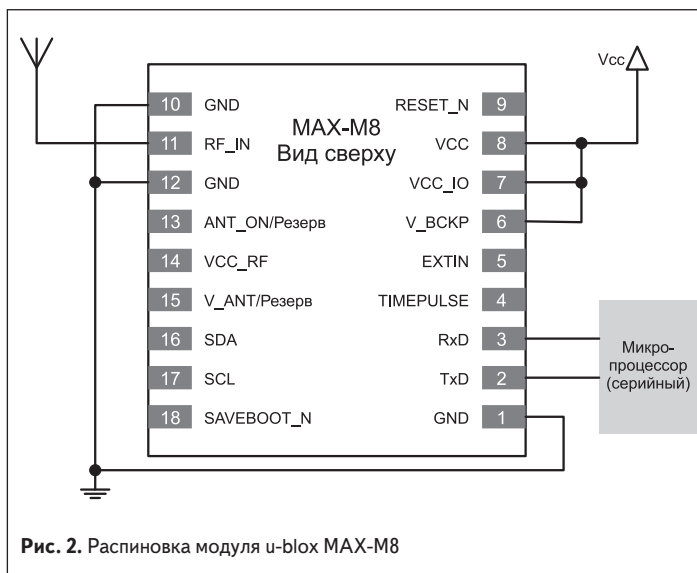 Vcc
MAX-M8
Вид сверху
10 GND
11 RF_IN
12 GND
13 ANT_ON/Резерв
14 VCC_RF
15 V_ANT/Резерв
16 SDA
17 SCL
18 SAVEBOOT_N
RESET_N 9
VCC 8
VCC_IO 7
V_BCKP 6
EXTIN 5
TIMEPULSE 4
RxD 3
TxD 2
GND 1
Микро-
процессор
(серийный)
Рис. 2. Распиновка модуля u-blox MAX-M8